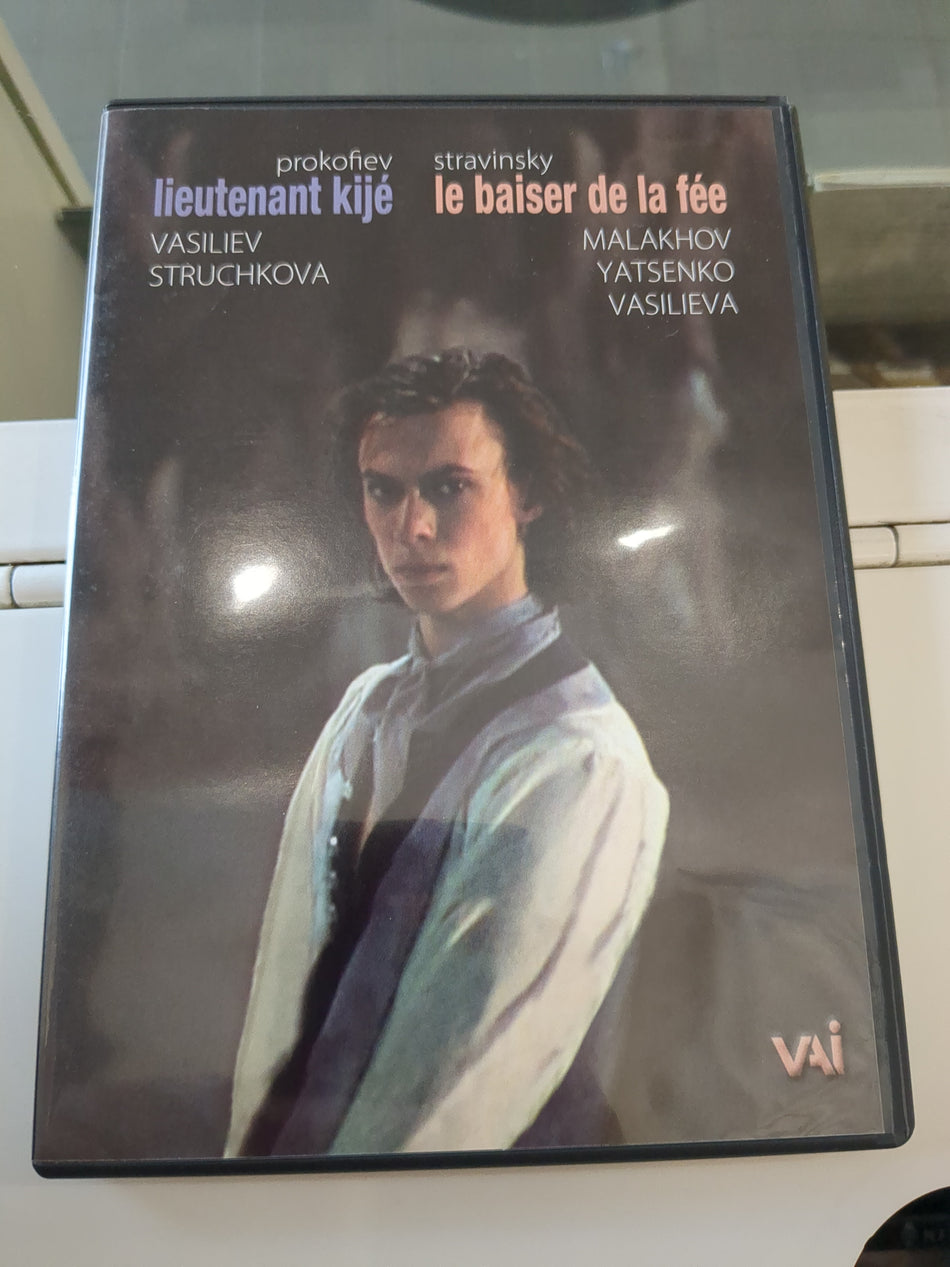 prokofiev
lieutenant kijé
VASILIEV
STRUCHKOVA
stravinsky
le baiser de la fée
MALAKHOV
YATSENKO
VASILIEVA
VAI